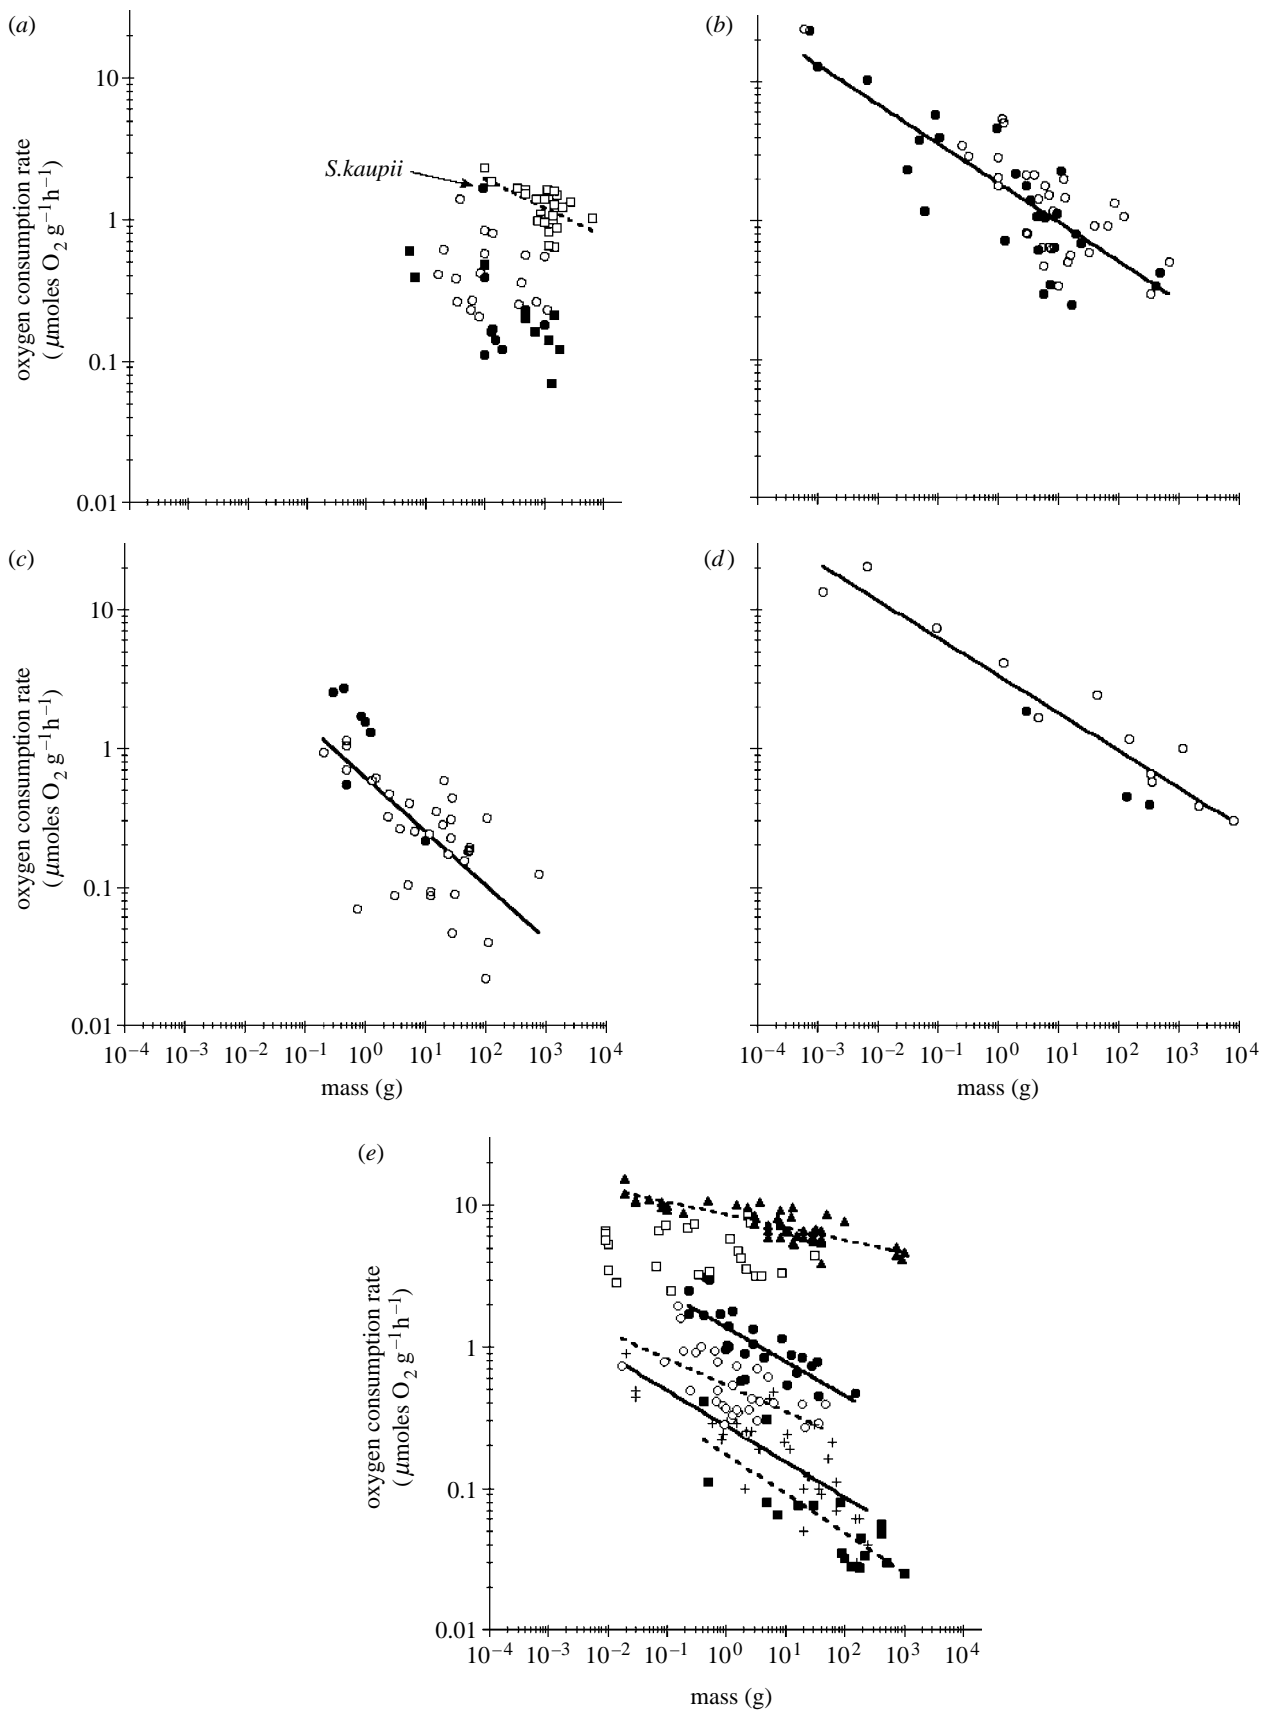 (a)
(b)
10
1
0.1
0.01
S.kaupii
oxygen consumption rate
( µmoles O2 g−1h−1)
(c)
(d)
10
1
0.1
0.01
oxygen consumption rate
( µmoles O2 g−1h−1)
10−4 10−3 10−2 10−1 100 101 102 103 104
mass (g)
10−4 10−3 10−2 10−1 100 101 102 103 104
mass (g)
(e)
10
1
0.1
0.01
oxygen consumption rate
( µmoles O2 g−1h−1)
10−4 10−3 10−2 10−1 100 101 102 103 104
mass (g)